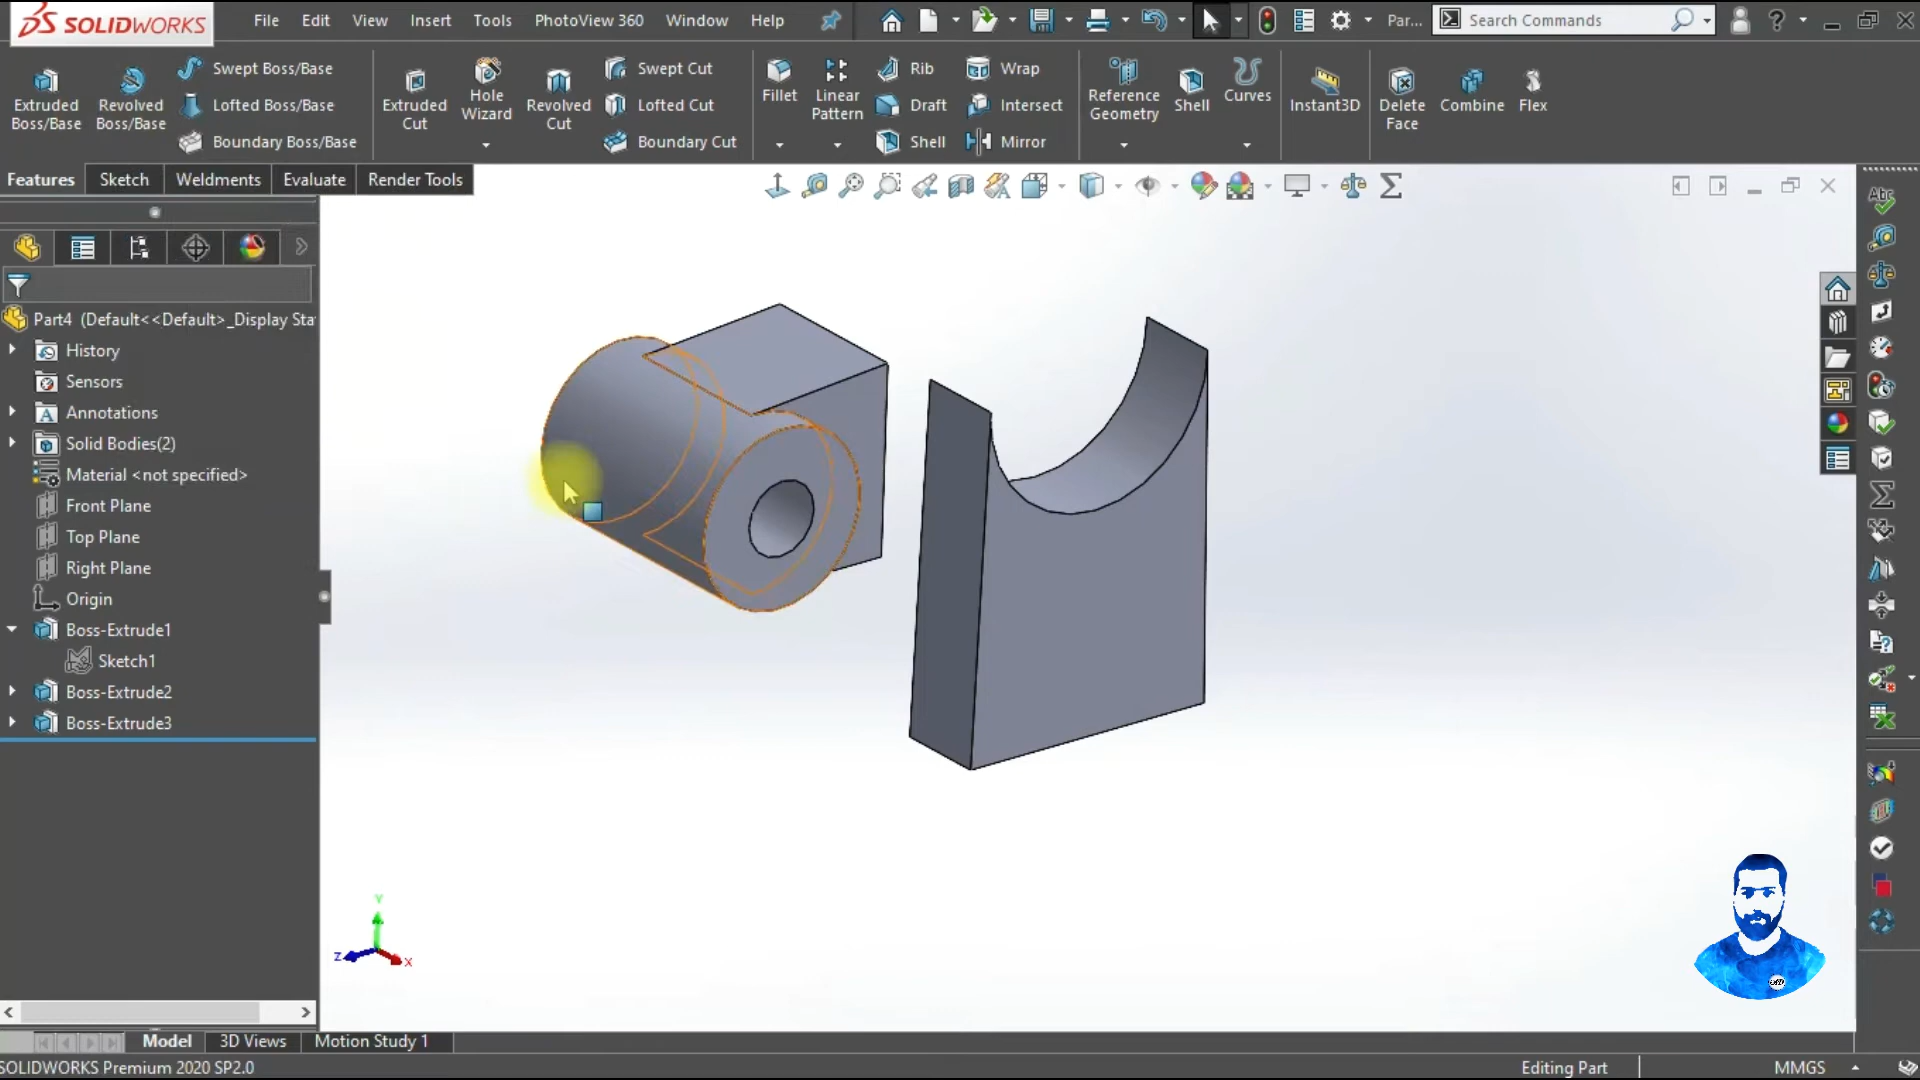 SOLIDWORKS
File Edit View Insert Tools PhotoView 360 Window Help
Par...
Search Commands
Extruded Boss/Base
Revolved Boss/Base
Swept Boss/Base
Lofted Boss/Base
Boundary Boss/Base
Extruded Cut
Hole Wizard
Revolved Cut
Swept Cut
Lofted Cut
Boundary Cut
Fillet
Linear Pattern
Rib
Draft
Shell
Wrap
Intersect
Mirror
Reference Geometry
Shell
Curves
Instant3D
Delete Face
Combine
Flex
Features Sketch Weldments Evaluate Render Tools
Part4 (Default<<Default>_Display Sta
History
Sensors
Annotations
Solid Bodies(2)
Material <not specified>
Front Plane
Top Plane
Right Plane
Origin
Boss-Extrude1
Sketch1
Boss-Extrude2
Boss-Extrude3
Y
Z
X
Model 3D Views Motion Study 1
SOLIDWORKS Premium 2020 SP2.0
Editing Part
MMGS